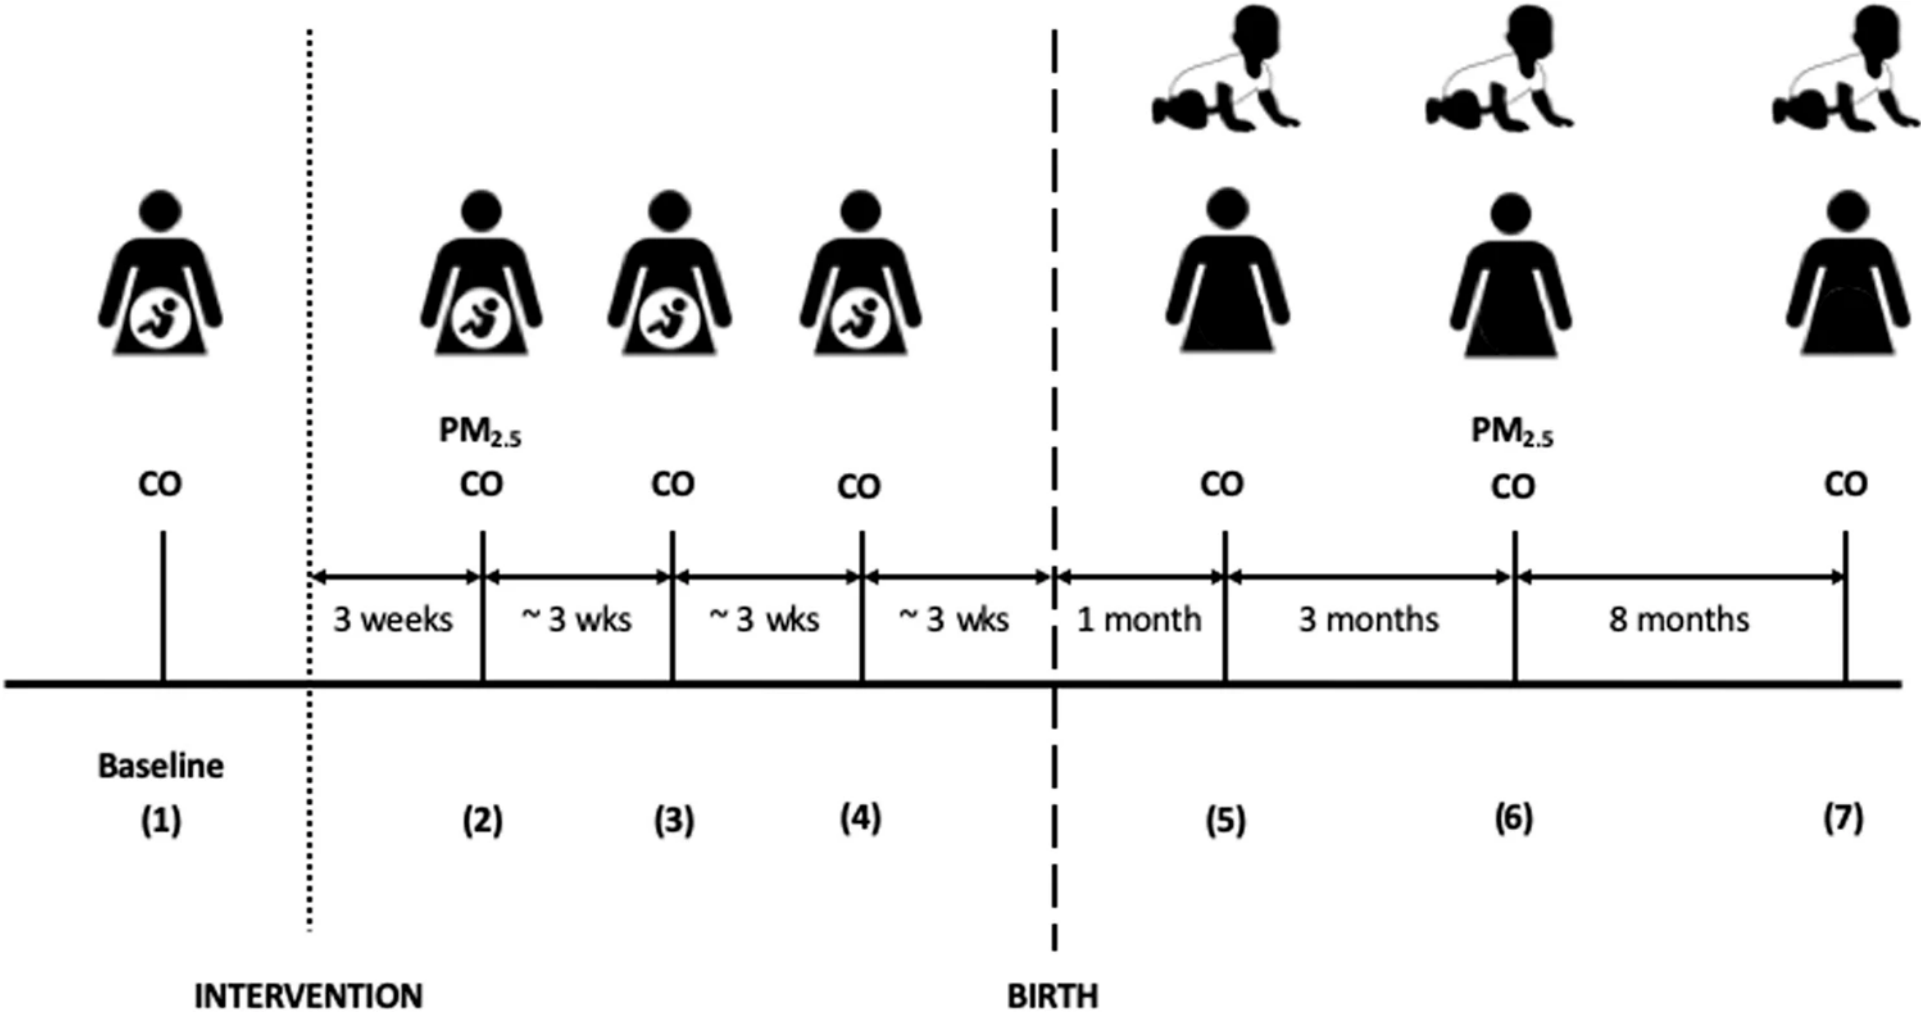 PM2.5 PM2.5
CO CO CO CO CO CO CO
3 weeks ~ 3 wks ~ 3 wks ~ 3 wks 1 month 3 months 8 months
Baseline
(1) (2) (3) (4) (5) (6) (7)
INTERVENTION BIRTH